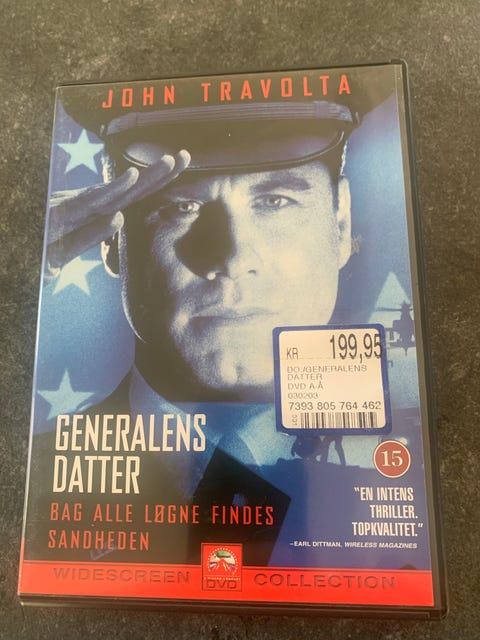 JOHN TRAVOLTA
KR 199,95
DO./GENERALENS
DATTER
DVD A-Å
030203
7393 805 764 462
GENERALENS
DATTER
BAG ALLE LØGNE FINDES
SANDHEDEN
15
"EN INTENS
THRILLER.
TOPKVALITET."
–EARL DITTMAN, WIRELESS MAGAZINES
WIDESCREEN DVD COLLECTION